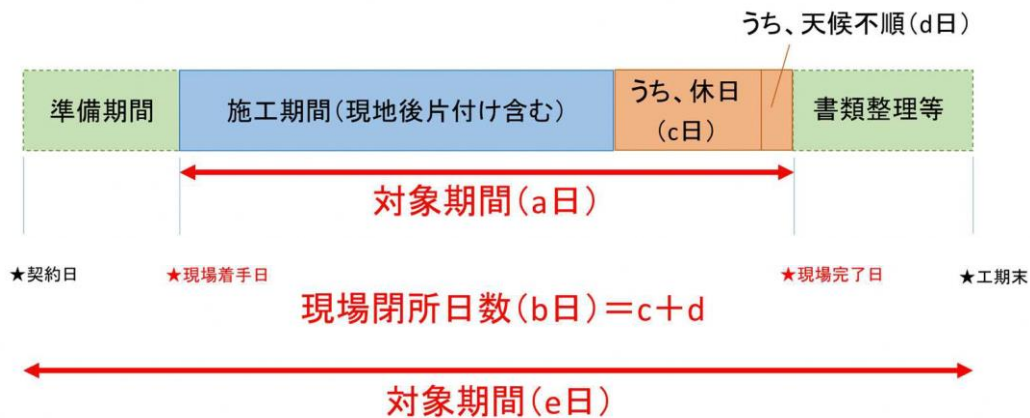 うち、天候不順(d日)
準備期間
施工期間(現地後片付け含む)
うち、休日
(c日)
書類整理等
対象期間(a日)
★契約日
★現場着手日
★現場完了日
★工期末
現場閉所日数(b日)=c+d
対象期間(e日)